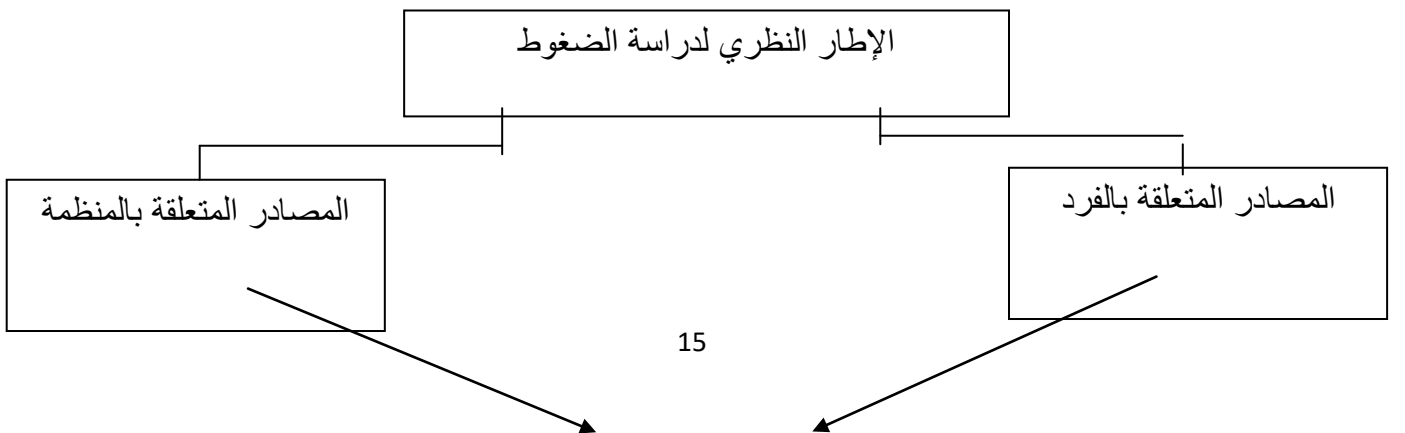 الإطار النظري لدراسة الضغوط
المصادر المتعلقة بالفرد
المصادر المتعلقة بالمنظمة
15